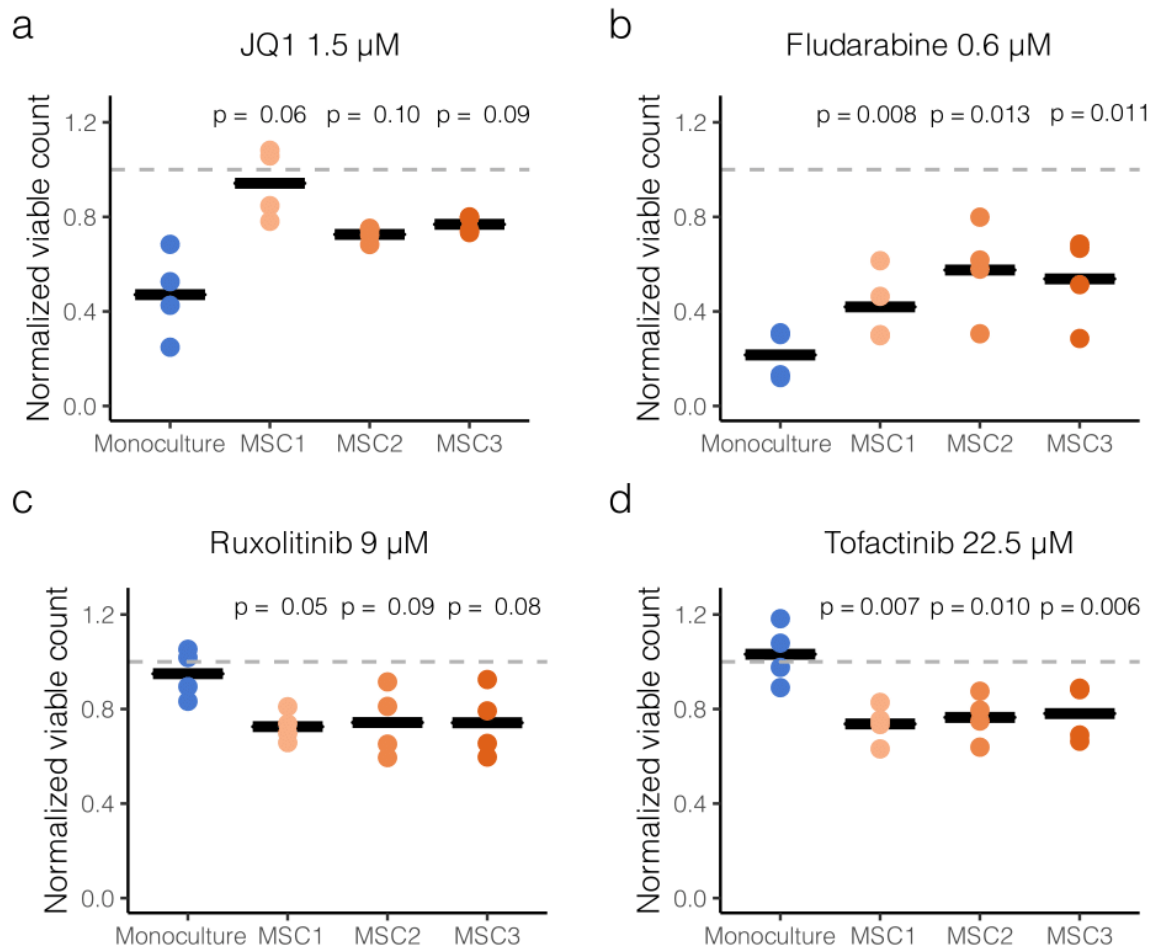 a
JQ1 1.5 µM
Normalized viable count
1.2
0.8
0.4
0.0
p = 0.06 p = 0.10 p = 0.09
Monoculture MSC1 MSC2 MSC3
b
Fludarabine 0.6 µM
Normalized viable count
1.2
0.8
0.4
0.0
p = 0.008 p = 0.013 p = 0.011
Monoculture MSC1 MSC2 MSC3
c
Ruxolitinib 9 µM
Normalized viable count
1.2
0.8
0.4
0.0
p = 0.05 p = 0.09 p = 0.08
Monoculture MSC1 MSC2 MSC3
d
Tofactinib 22.5 µM
Normalized viable count
1.2
0.8
0.4
0.0
p = 0.007 p = 0.010 p = 0.006
Monoculture MSC1 MSC2 MSC3